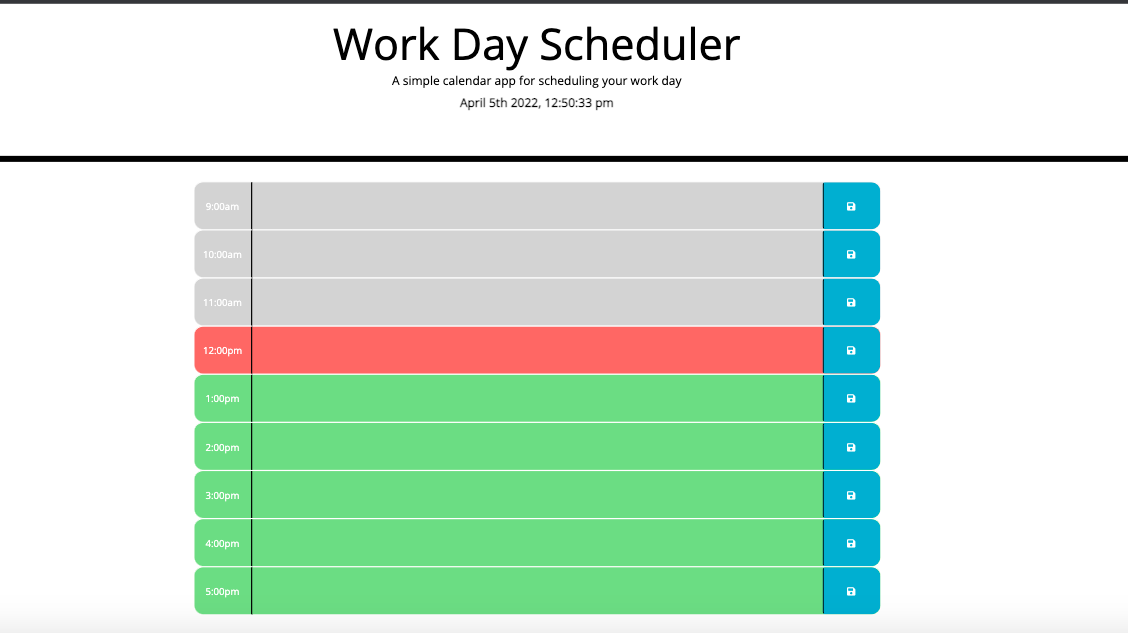 Work Day Scheduler
A simple calendar app for scheduling your work day
April 5th 2022, 12:50:33 pm
9:00am
10:00am
11:00am
12:00pm
1:00pm
2:00pm
3:00pm
4:00pm
5:00pm